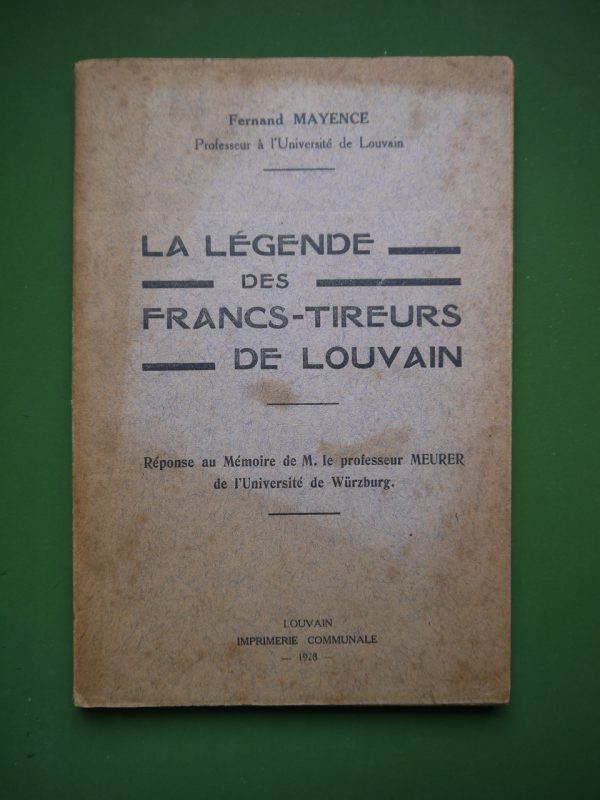 Fernand MAYENCE
Professeur à l'Université de Louvain
LA LÉGENDE
DES
FRANCS-TIREURS
DE LOUVAIN
Réponse au Mémoire de M. le professeur MEURER
de l'Université de Würzburg.
LOUVAIN
IMPRIMERIE COMMUNALE
— 1928 —